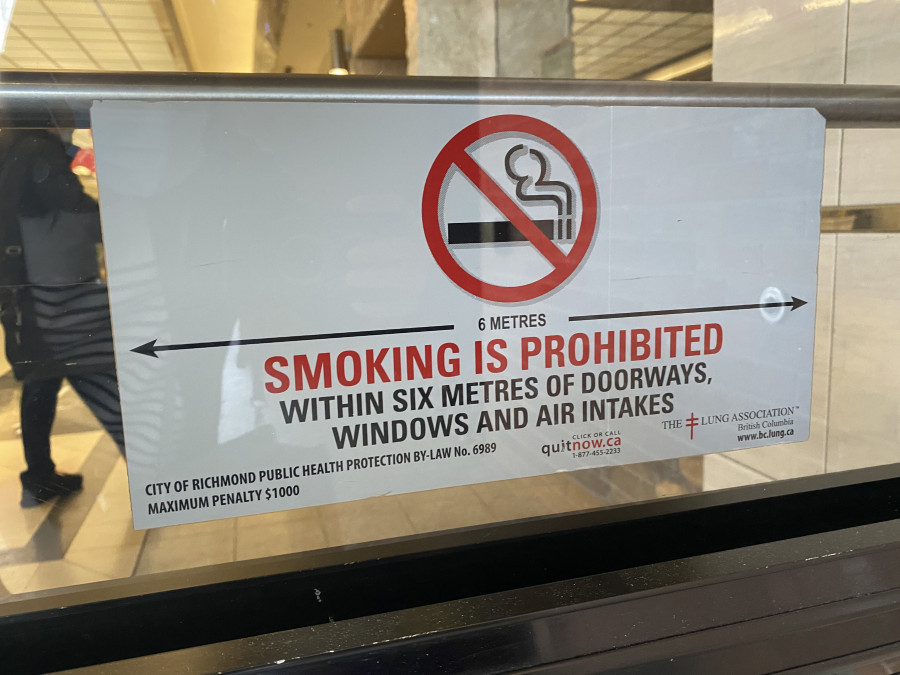 6 METRES
SMOKING IS PROHIBITED
WITHIN SIX METRES OF DOORWAYS,
WINDOWS AND AIR INTAKES
CITY OF RICHMOND PUBLIC HEALTH PROTECTION BY-LAW No. 6989
MAXIMUM PENALTY $1000
CLICK OR CALL
quitnow.ca
1-877-455-2233
THE LUNG ASSOCIATION™
British Columbia
www.bc.lung.ca